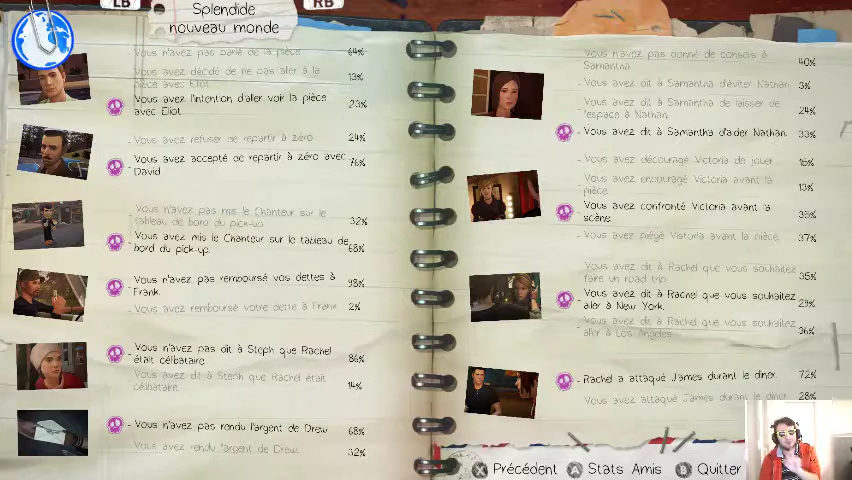 LB
RB
Splendide
nouveau monde
Vous n'avez pas parlé de la pièce 64%
Vous avez décidé de ne pas aller à la
pièce avec Eliot. 13%
Vous avez l'intention d'aller voir la pièce
avec Eliot. 23%
- Vous avez refuser de repartir à zéro 24%
Vous avez accepté de repartir à zéro avec
David 76%
Vous n'avez pas mis le Chanteur sur le
tableau de bord du pick-up. 32%
Vous avez mis le Chanteur sur le tableau de
bord du pick-up. 68%
Vous n'avez pas remboursé vos dettes à
Frank. 98%
- Vous avez remboursé votre dette à Frank 2%
Vous n'avez pas dit à Steph que Rachel
était célibataire 86%
- Vous avez dit à Steph que Rachel était
célibataire. 14%
- Vous n'avez pas rendu l'argent de Drew 68%
Vous avez rendu l'argent de Drew. 32%
Vous n'avez pas donné de conseils à
Samantha. 40%
- Vous avez dit à Samantha d'éviter Nathan. 3%
Vous avez dit à Samantha de laisser de
l'espace à Nathan. 24%
- Vous avez dit à Samantha d'aider Nathan. 33%
- Vous avez découragé Victoria de jouer 15%
Vous avez encouragé Victoria avant la
pièce. 13%
- Vous avez confronté Victoria avant la
scène. 35%
- Vous avez piégé Victoria avant la pièce. 37%
Vous avez dit à Rachel que vous souhaitez
faire un road trip. 35%
- Vous avez dit à Rachel que vous souhaitez
aller à New York. 29%
Vous avez dit à Rachel que vous souhaitez
aller à Los Angeles 36%
- Rachel a attaqué James durant le dîner. 72%
Vous avez attaqué James durant le dîner 28%
X Précédent A Stats Amis B Quitter